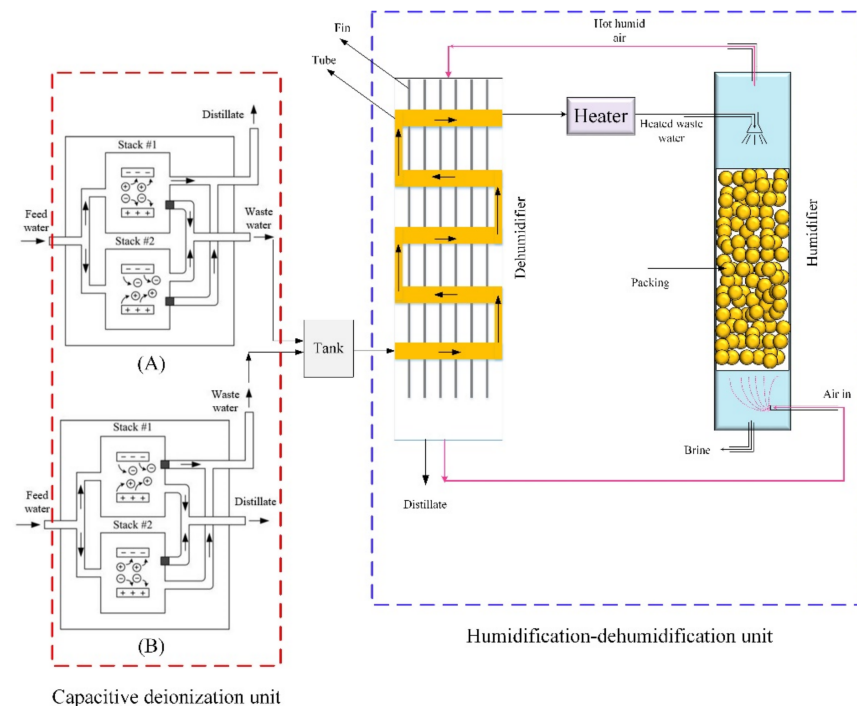 Fin
Tube
Hot humid
air
Distillate
Stack #1
Feed
water
Waste
water
Stack #2
(A)
Heater
Heated waste
water
Dehumidifier
Humidifier
Packing
Tank
Waste
water
Stack #1
Air in
Brine
Feed
water
Distillate
Stack #2
Distillate
(B)
Humidification-dehumidification unit
Capacitive deionization unit